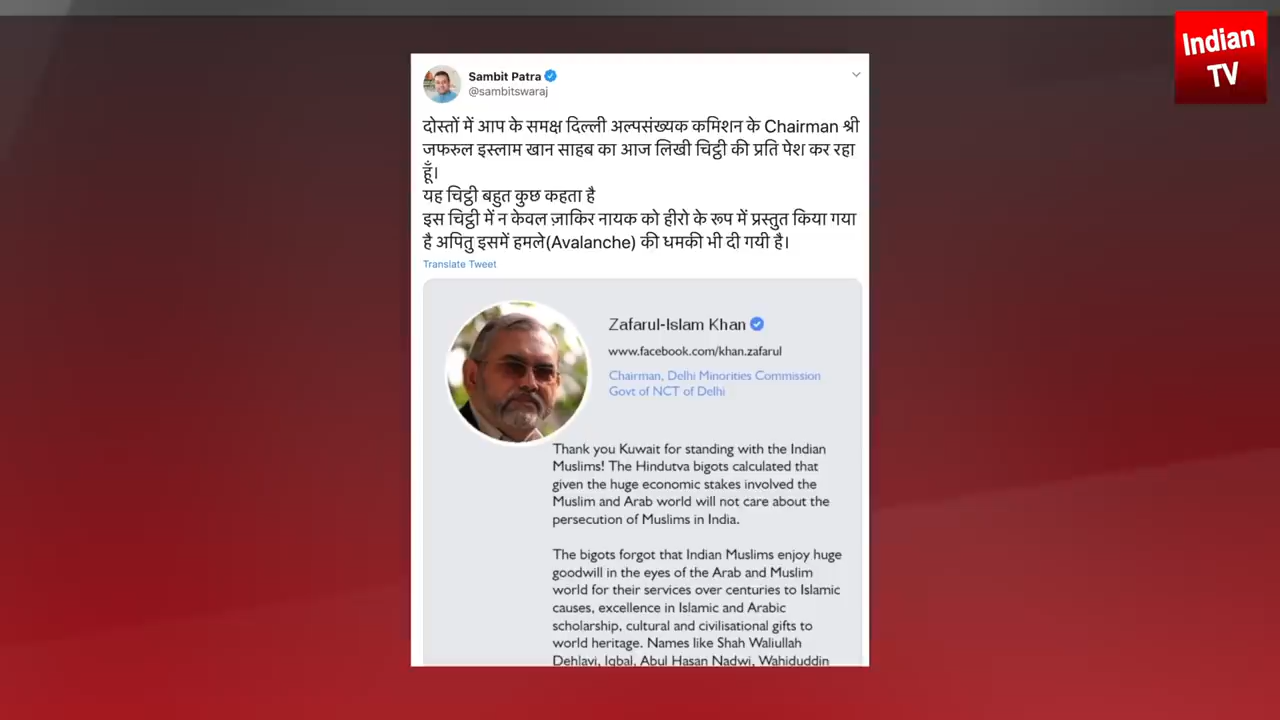 Indian
TV
Sambit Patra
@sambitswaraj
दोस्तों में आप के समक्ष दिल्ली अल्पसंख्यक कमिशन के Chairman श्री
जफरुल इस्लाम खान साहब का आज लिखी चिट्ठी की प्रति पेश कर रहा
हूँ।
यह चिट्ठी बहुत कुछ कहता है
इस चिट्ठी में न केवल ज़ाकिर नायक को हीरो के रूप में प्रस्तुत किया गया
है अपितु इसमें हमले(Avalanche) की धमकी भी दी गयी है।
Translate Tweet
Zafarul-Islam Khan
www.facebook.com/khan.zafarul
Chairman, Delhi Minorities Commission
Govt of NCT of Delhi
Thank you Kuwait for standing with the Indian
Muslims! The Hindutva bigots calculated that
given the huge economic stakes involved the
Muslim and Arab world will not care about the
persecution of Muslims in India.
The bigots forgot that Indian Muslims enjoy huge
goodwill in the eyes of the Arab and Muslim
world for their services over centuries to Islamic
causes, excellence in Islamic and Arabic
scholarship, cultural and civilisational gifts to
world heritage. Names like Shah Waliullah
Dehlavi, Iqbal, Abul Hasan Nadwi, Wahiduddin